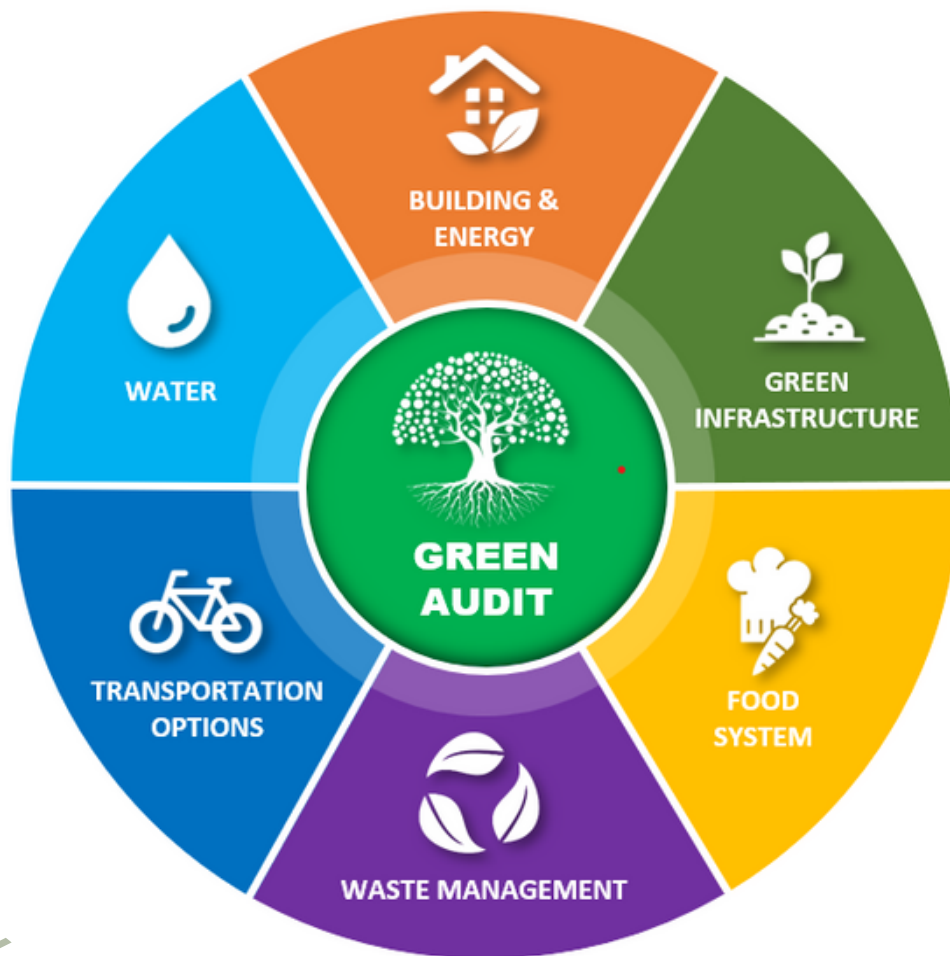 BUILDING &
ENERGY
GREEN
INFRASTRUCTURE
FOOD
SYSTEM
WASTE MANAGEMENT
TRANSPORTATION
OPTIONS
WATER
GREEN
AUDIT